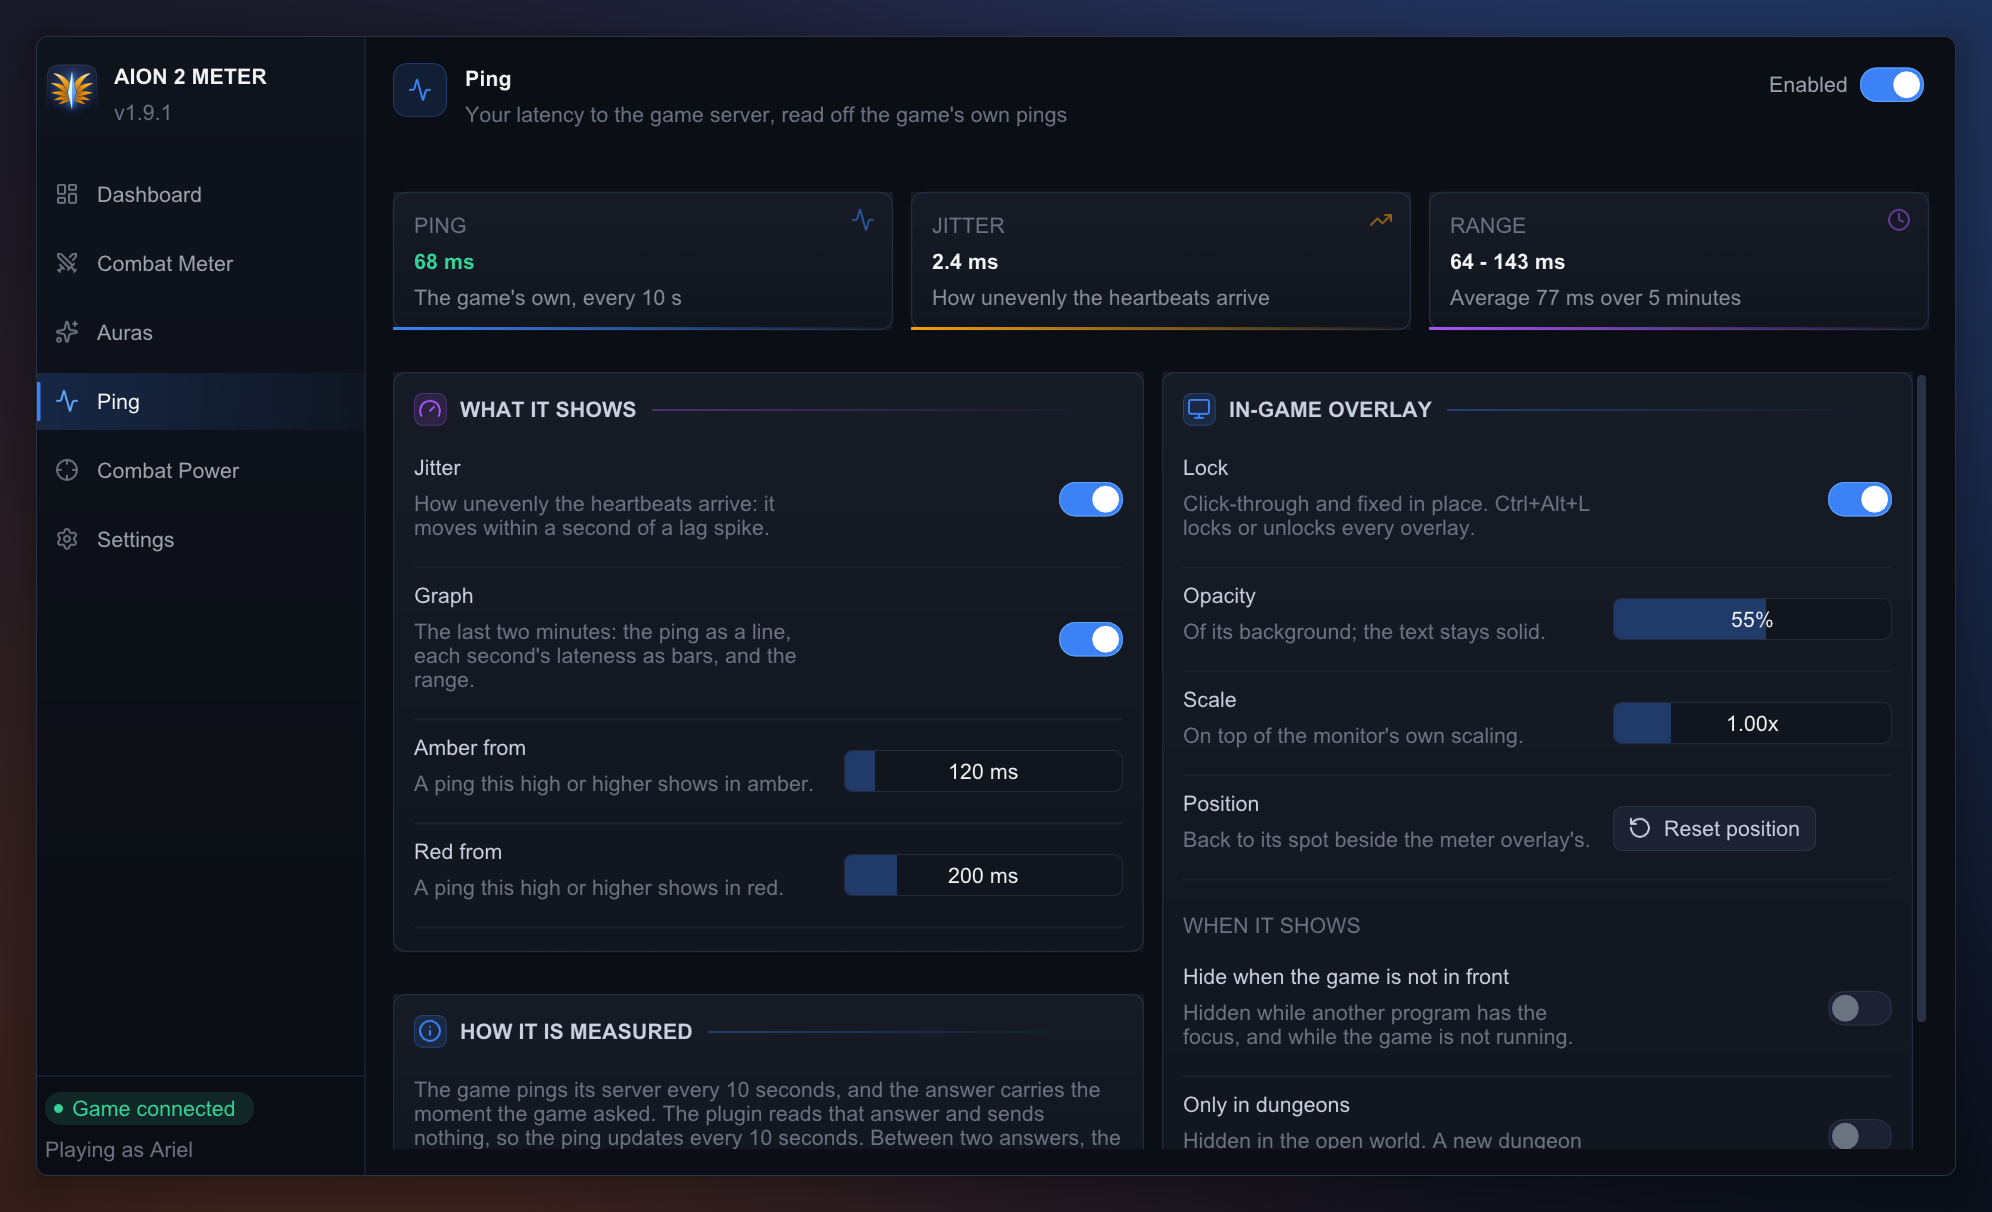 AION 2 METER
v1.9.1
Dashboard
Combat Meter
Auras
Ping
Combat Power
Settings
Game connected
Playing as Ariel
Ping
Your latency to the game server, read off the game's own pings
Enabled
PING
68 ms
The game's own, every 10 s
JITTER
2.4 ms
How unevenly the heartbeats arrive
RANGE
64 - 143 ms
Average 77 ms over 5 minutes
WHAT IT SHOWS
Jitter
How unevenly the heartbeats arrive: it
moves within a second of a lag spike.
Graph
The last two minutes: the ping as a line,
each second's lateness as bars, and the
range.
Amber from
A ping this high or higher shows in amber.
120 ms
Red from
A ping this high or higher shows in red.
200 ms
HOW IT IS MEASURED
The game pings its server every 10 seconds, and the answer carries the
moment the game asked. The plugin reads that answer and sends
nothing, so the ping updates every 10 seconds. Between two answers, the
IN-GAME OVERLAY
Lock
Click-through and fixed in place. Ctrl+Alt+L
locks or unlocks every overlay.
Opacity
Of its background; the text stays solid.
55%
Scale
On top of the monitor's own scaling.
1.00x
Position
Back to its spot beside the meter overlay's.
Reset position
WHEN IT SHOWS
Hide when the game is not in front
Hidden while another program has the
focus, and while the game is not running.
Only in dungeons
Hidden in the open world. A new dungeon